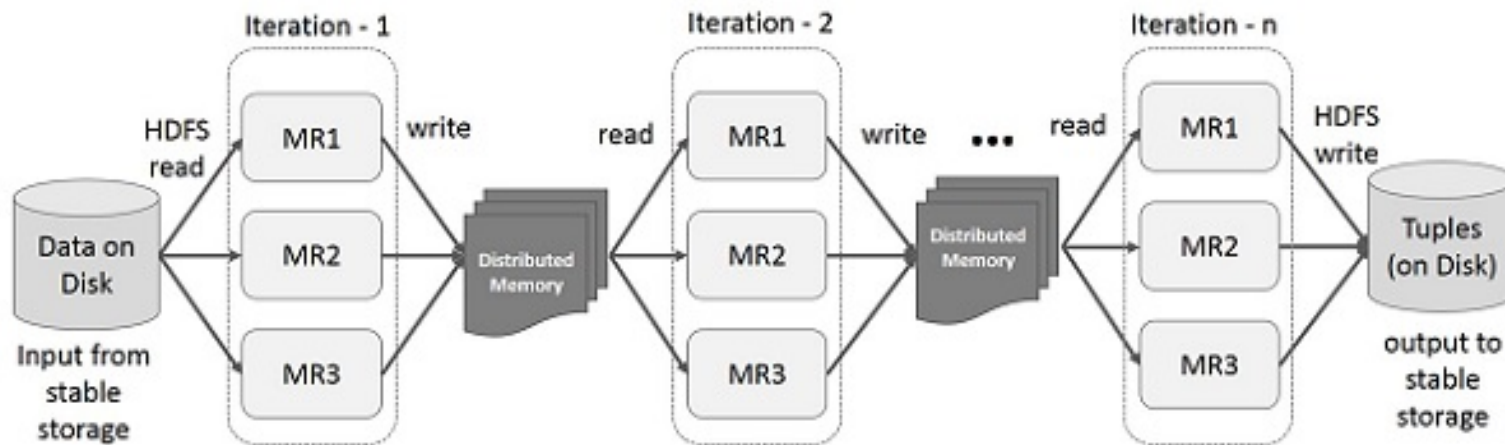 Iteration - 1
Iteration - 2
Iteration - n
HDFS
read
MR1
write
read
MR1
write
...
read
MR1
HDFS
write
Data on
Disk
MR2
Distributed
Memory
MR2
Distributed
Memory
MR2
Tuples
(on Disk)
Input from
stable
storage
MR3
MR3
MR3
output to
stable
storage